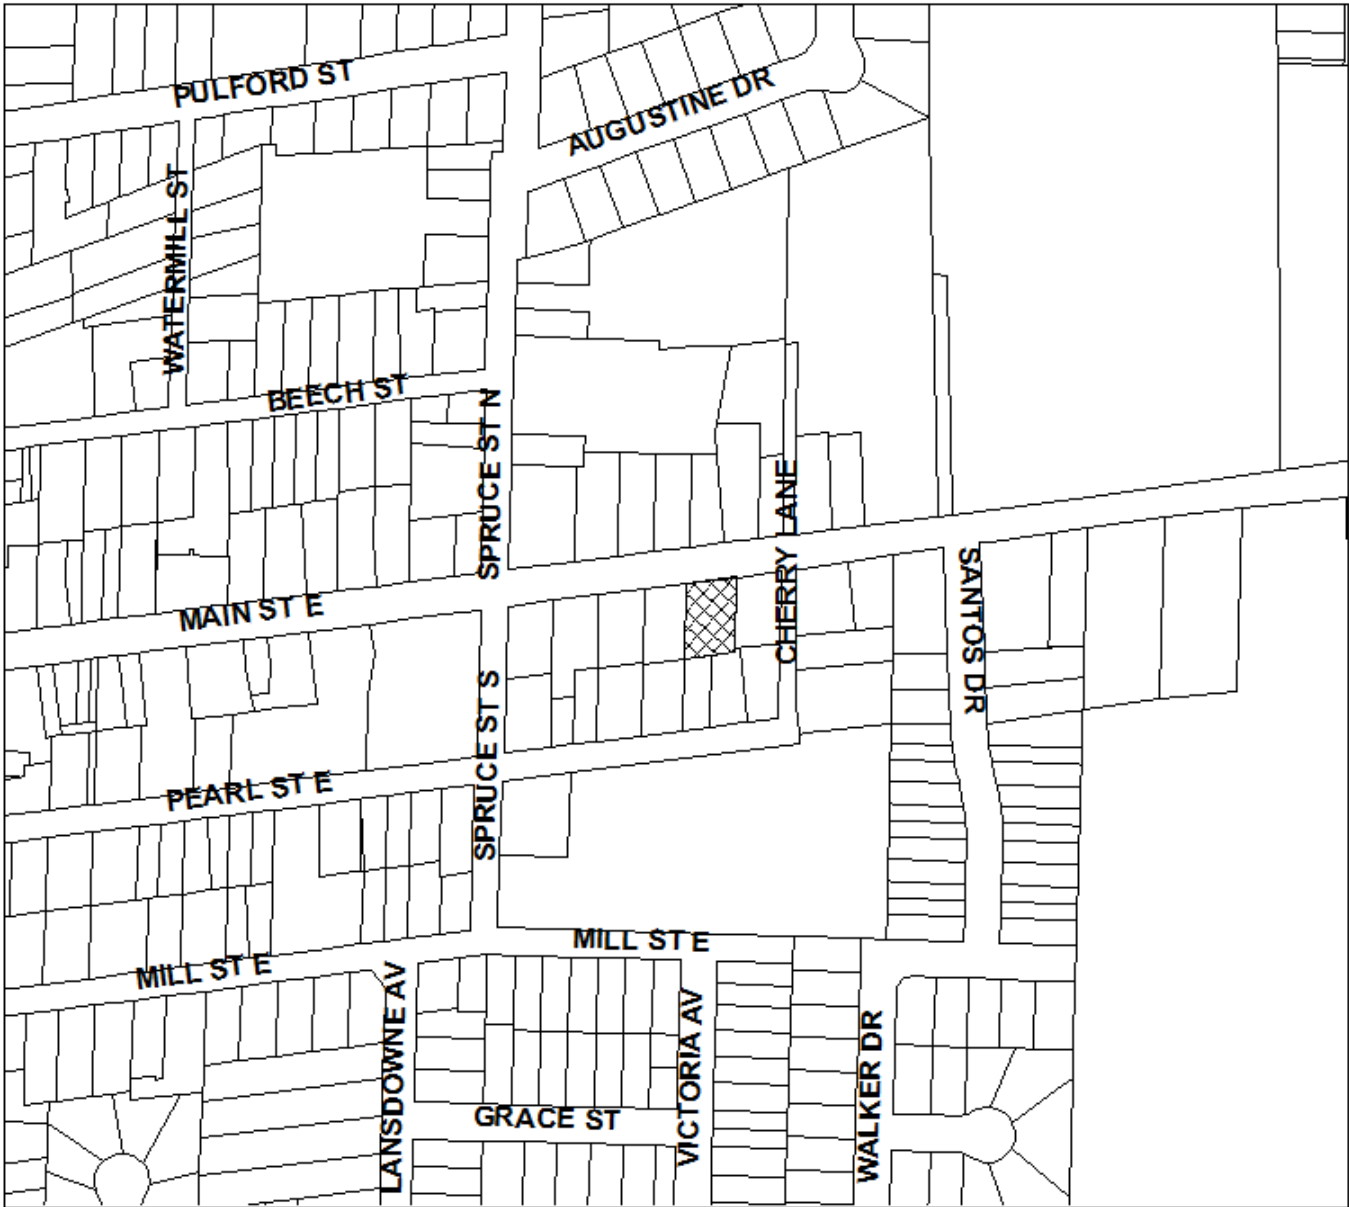 PULFORD ST
AUGUSTINE DR
WATERMILL ST
BEECH ST
SPRUCE ST N
CHERRY LANE
MAIN ST E
SANTOS DR
SPRUCE ST S
PEARL ST E
MILL ST E
MILL ST E
LANSDOWNE AV
VICTORIA AV
WALKER DR
GRACE ST